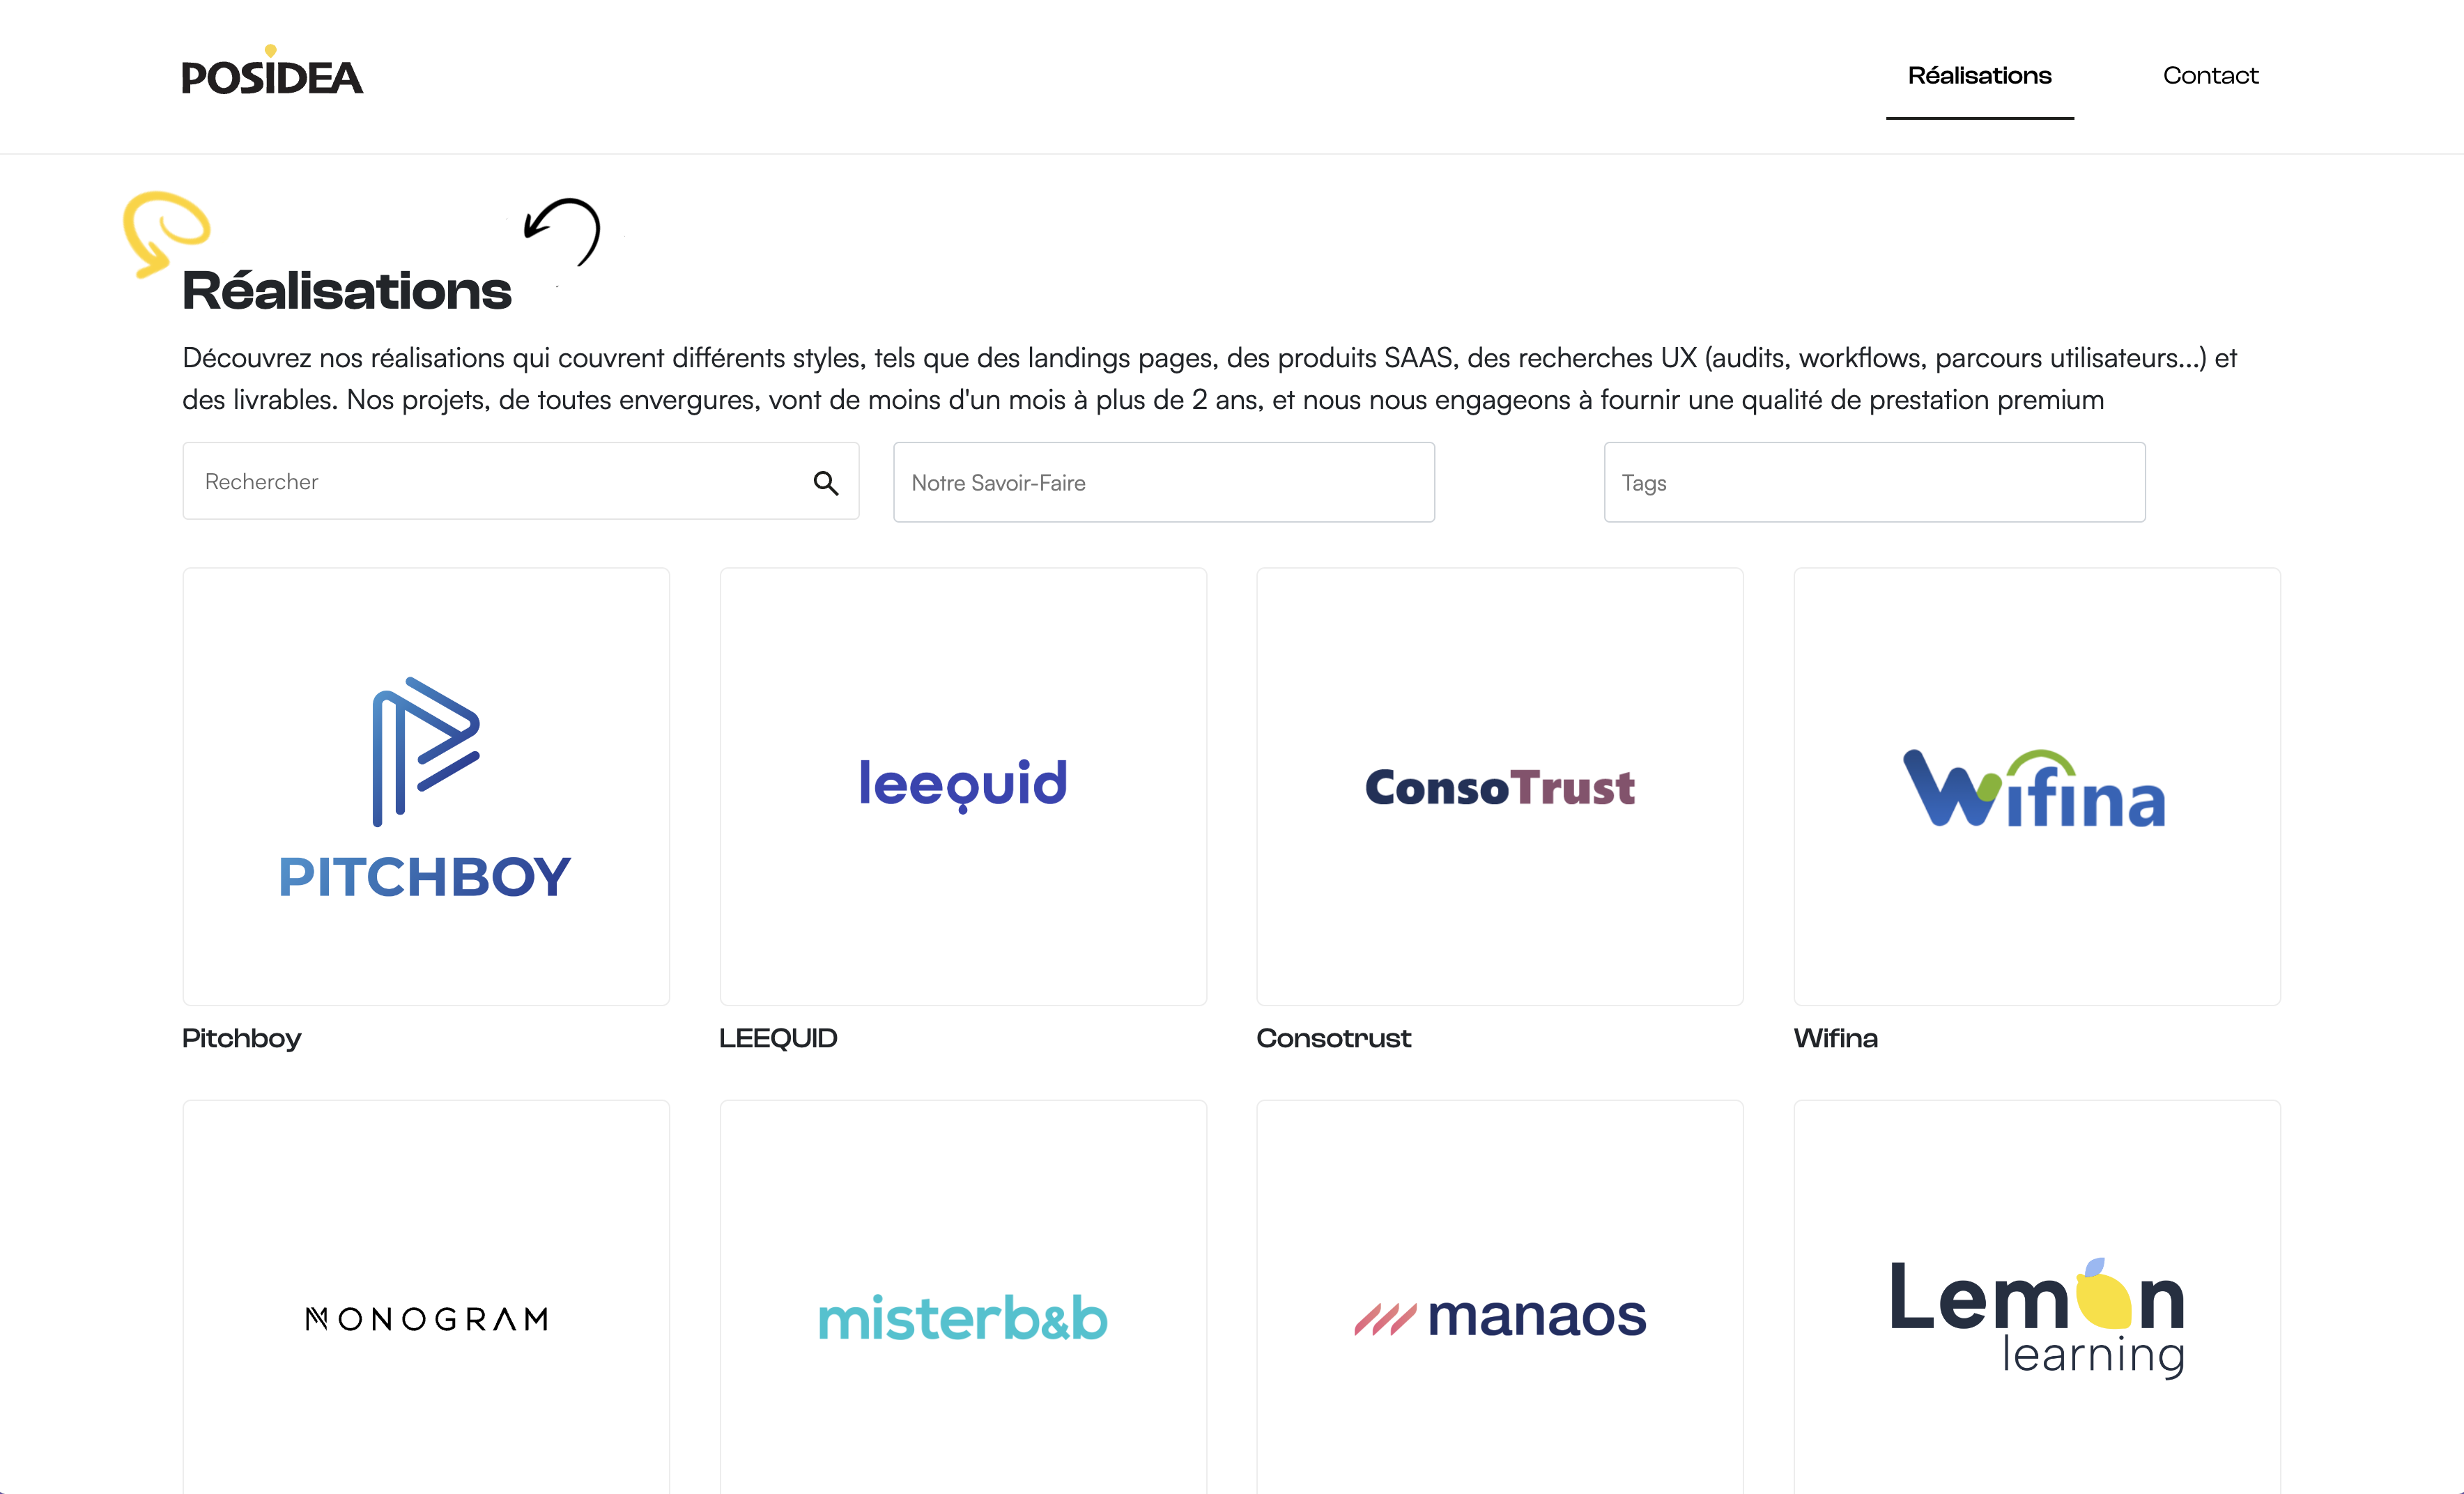 POSIDEA
Réalisations
Contact
Réalisations
Découvrez nos réalisations qui couvrent différents styles, tels que des landings pages, des produits SAAS, des recherches UX (audits, workflows, parcours utilisateurs...) et
des livrables. Nos projets, de toutes envergures, vont de moins d'un mois à plus de 2 ans, et nous nous engageons à fournir une qualité de prestation premium
Rechercher
Notre Savoir-Faire
Tags
PITCHBOY
leequid
ConsoTrust
Wifina
Pitchboy
LEEQUID
Consotrust
Wifina
MONOGRAM
misterb&b
manaos
Lemon
learning